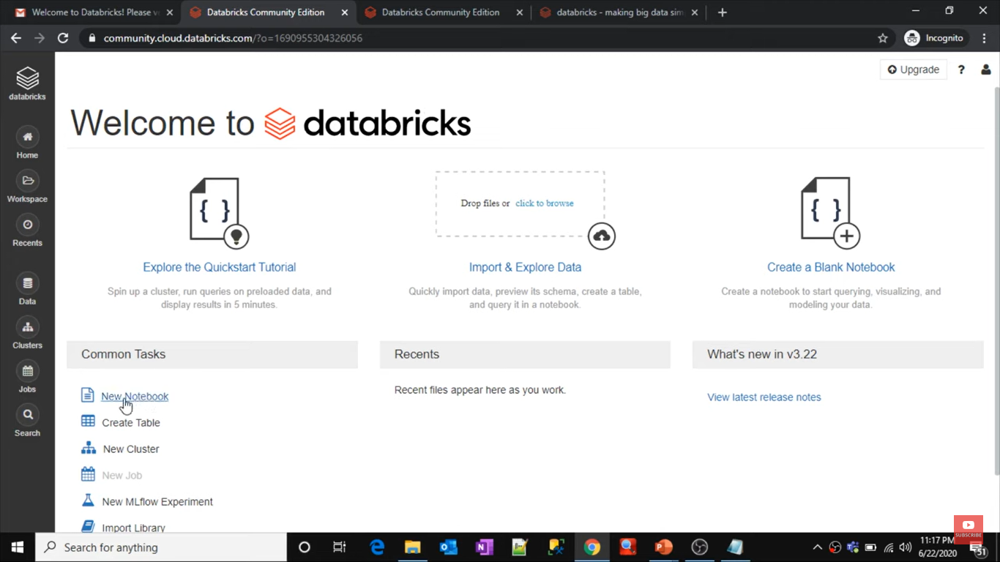 Welcome to Databricks! Please v
Databricks Community Edition
Databricks Community Edition
databricks - making big data sim
community.cloud.databricks.com/?o=1690955304326056
Incognito
databricks
Upgrade
?
Welcome to databricks
Home
Workspace
Recents
Data
Clusters
Jobs
Search
{ }
Drop files or click to browse
{ }
Explore the Quickstart Tutorial
Spin up a cluster, run queries on preloaded data, and
display results in 5 minutes.
Import & Explore Data
Quickly import data, preview its schema, create a table,
and query it in a notebook.
Create a Blank Notebook
Create a notebook to start querying, visualizing, and
modeling your data.
Common Tasks
New Notebook
Create Table
New Cluster
New Job
New MLflow Experiment
Import Library
Recents
Recent files appear here as you work.
What's new in v3.22
View latest release notes
SUBSCRIBE
Search for anything
11:17 PM
6/22/2020
51